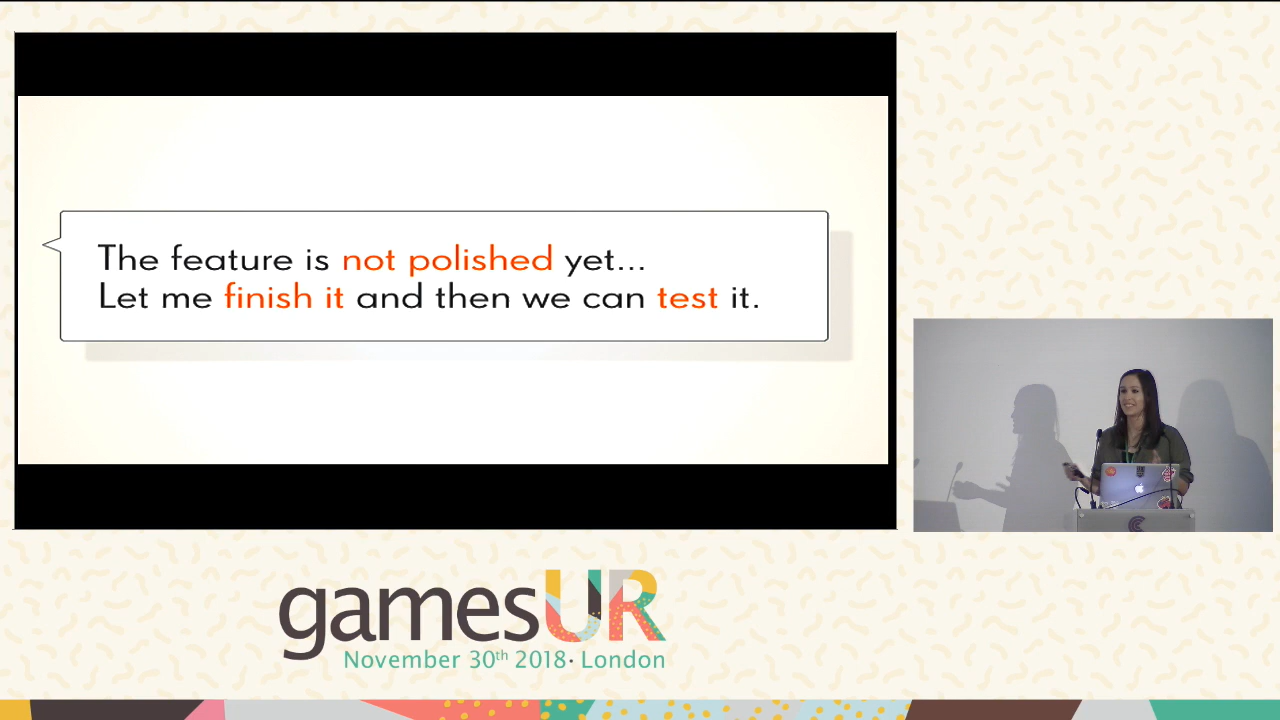 The feature is not polished yet...
Let me finish it and then we can test it.
gamesUR
November 30th 2018 · London